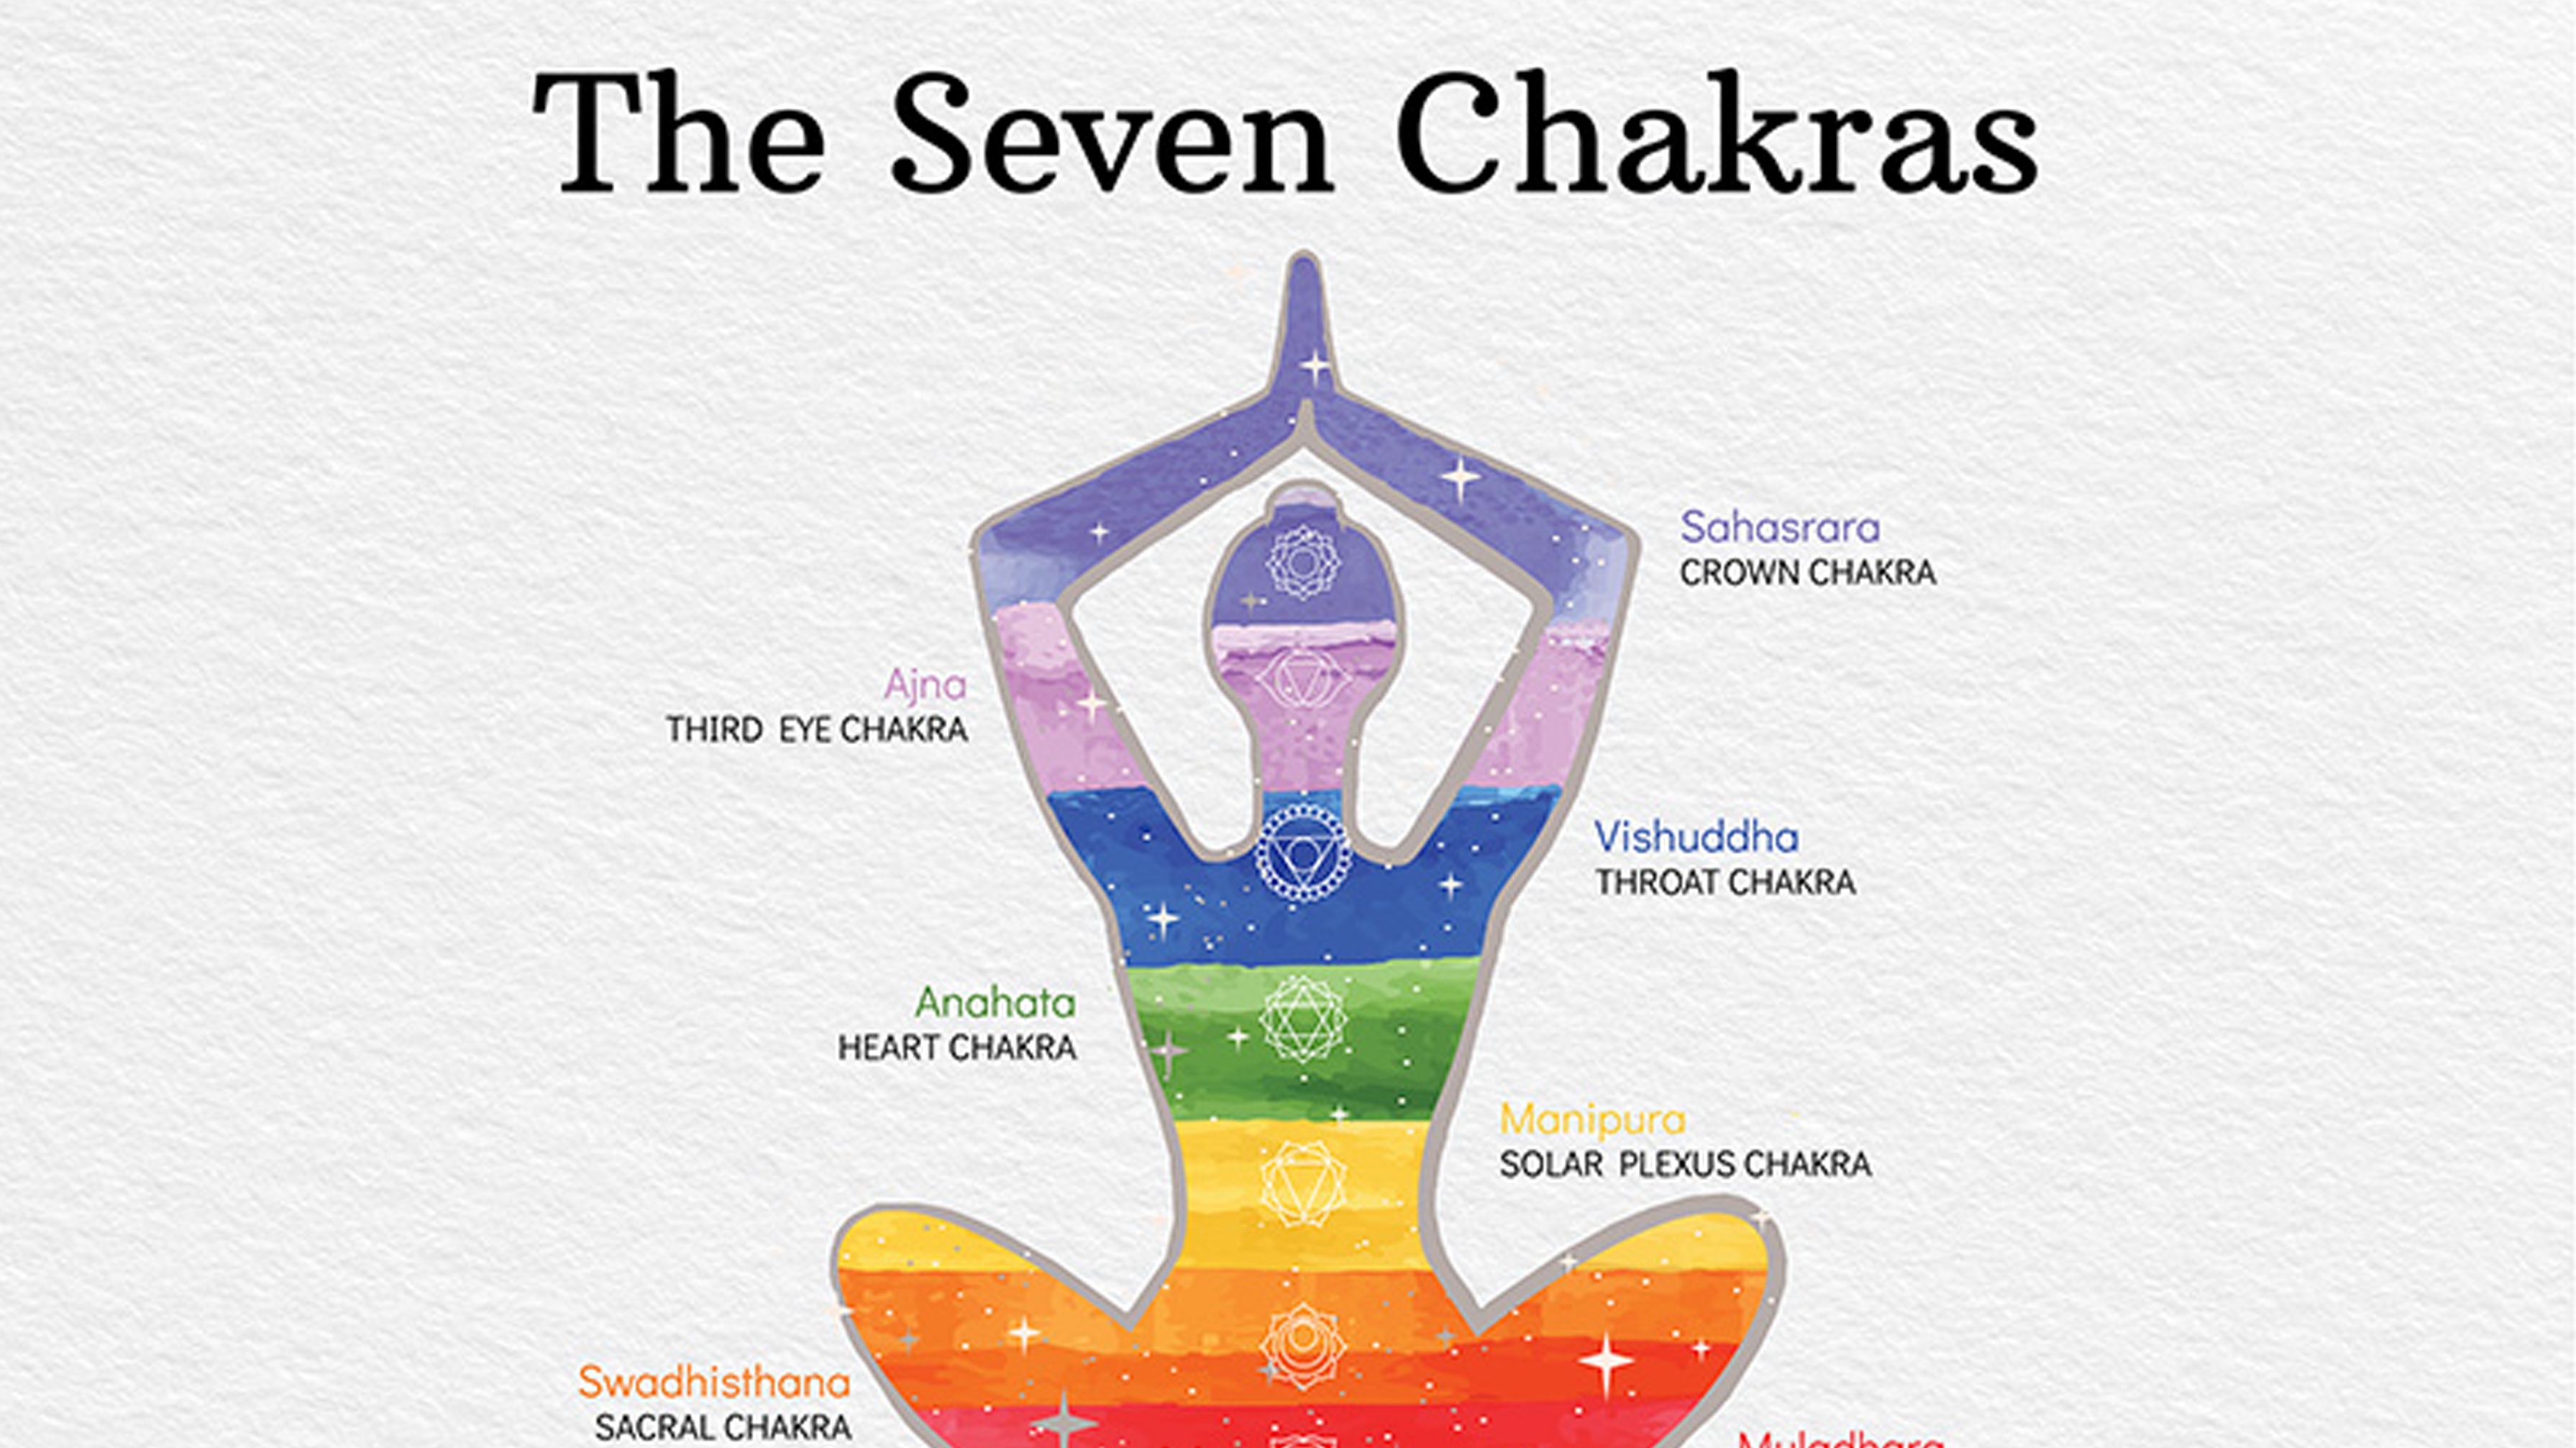 The Seven Chakras
Sahasrara
CROWN CHAKRA
Ajna
THIRD EYE CHAKRA
Vishuddha
THROAT CHAKRA
Anahata
HEART CHAKRA
Manipura
SOLAR PLEXUS CHAKRA
Swadhisthana
SACRAL CHAKRA
Muladhara